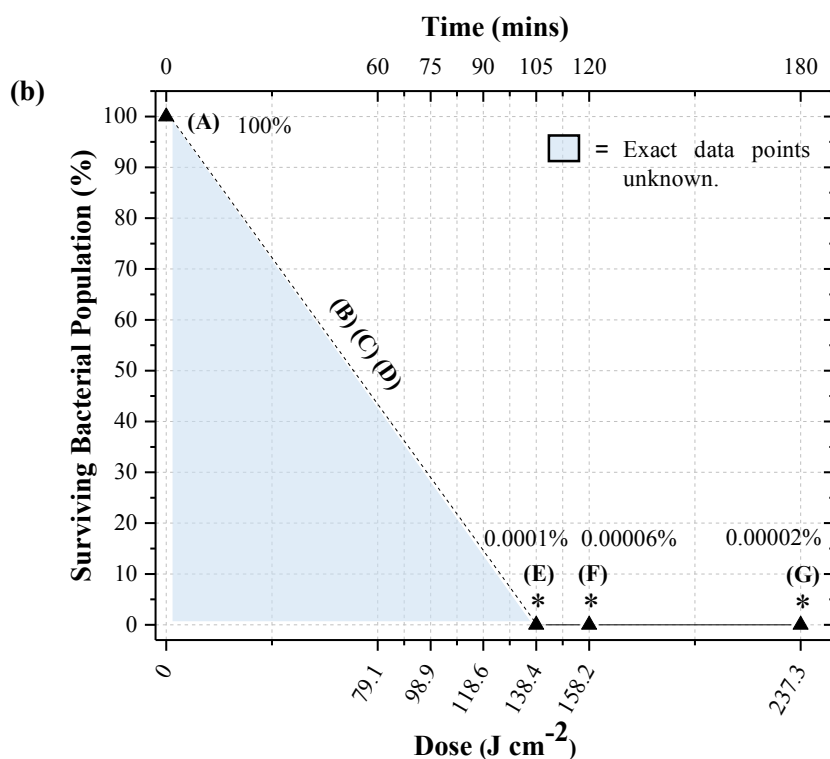 Time (mins)
0 60 75 90 105 120 180
(b)
100
90
80
70
60
50
40
30
20
10
0
Surviving Bacterial Population (%)
(A) 100%
= Exact data points
unknown.
(B) (C) (D)
0.0001% 0.00006% 0.00002%
(E) (F) (G)
* * *
0 79.1 98.9 118.6 138.4 158.2 237.3
Dose (J cm⁻²)